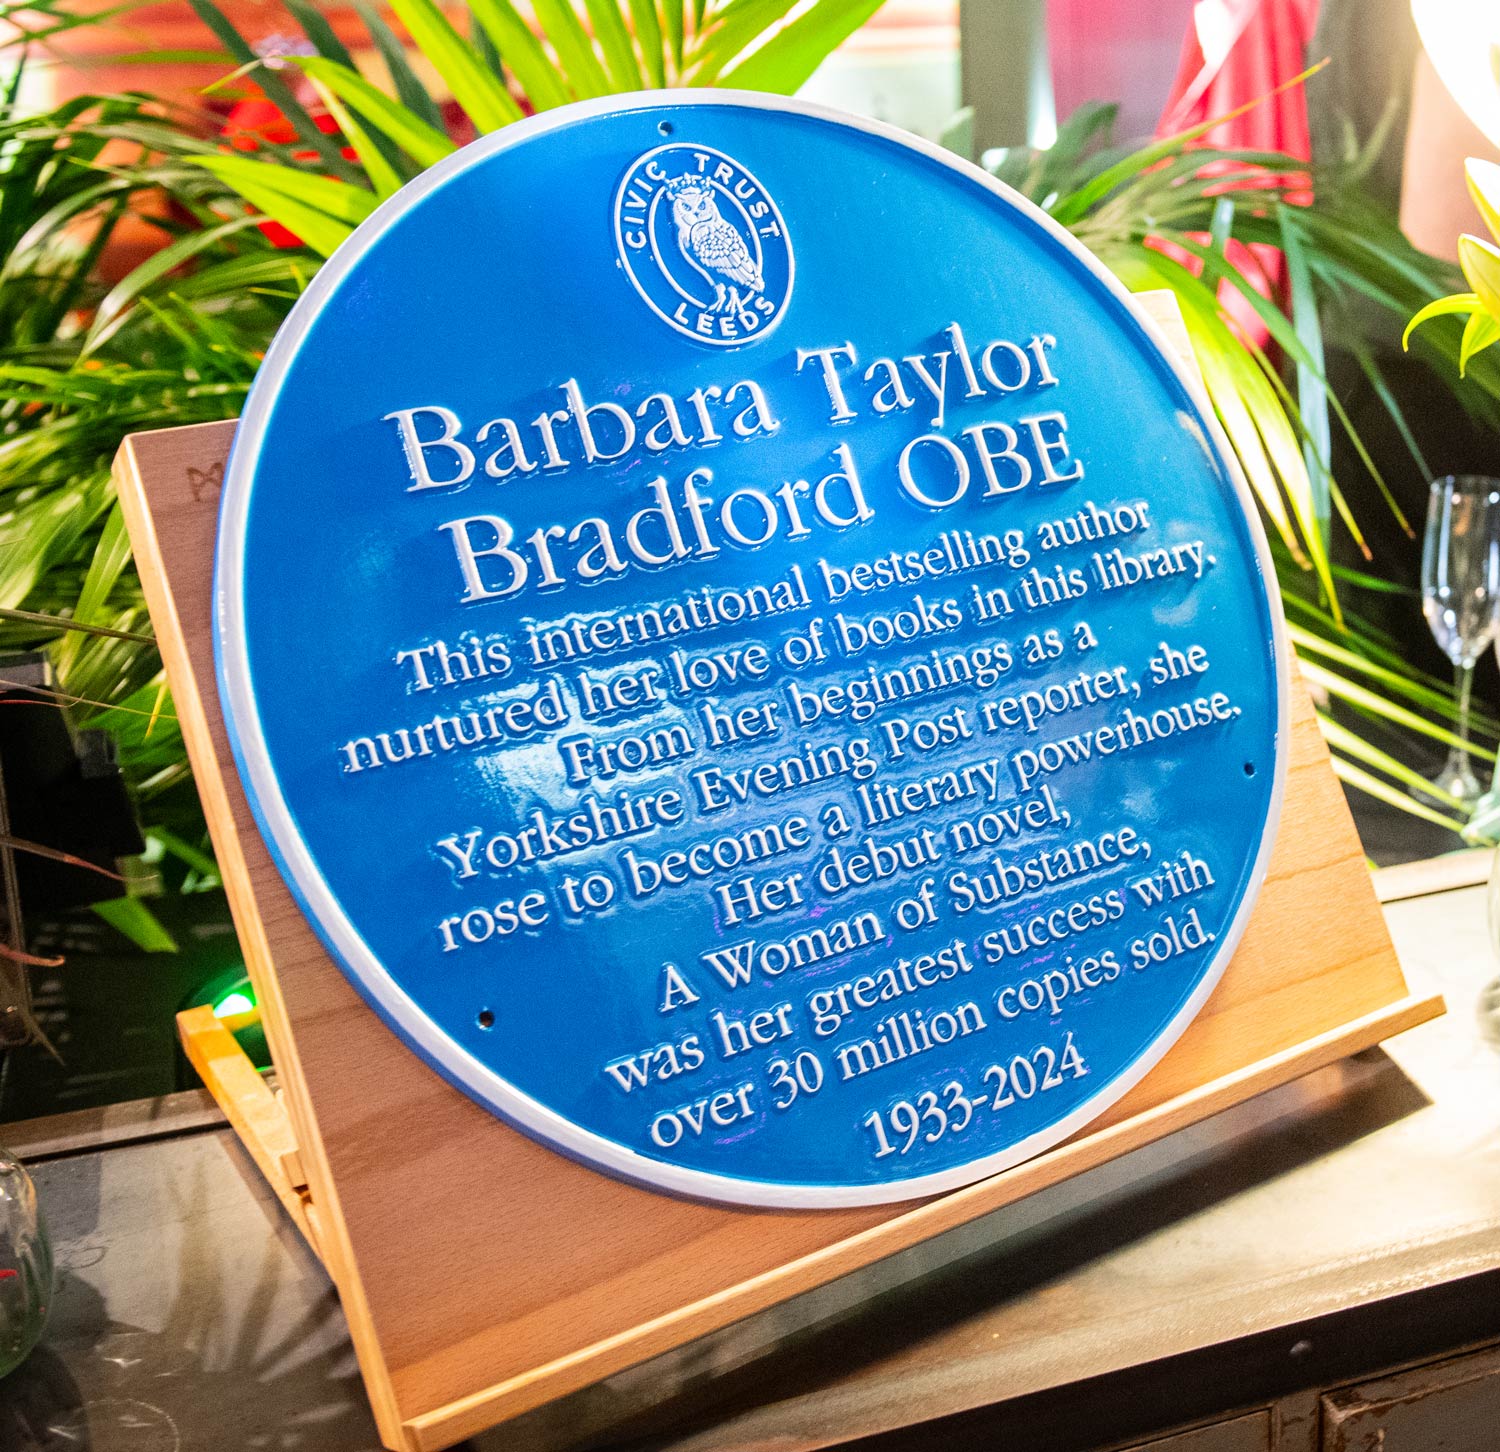 CIVIC TRUST
LEEDS
Barbara Taylor
Bradford OBE
This international bestselling author
nurtured her love of books in this library.
From her beginnings as a
Yorkshire Evening Post reporter, she
rose to become a literary powerhouse.
Her debut novel,
A Woman of Substance,
was her greatest success with
over 30 million copies sold.
1933-2024